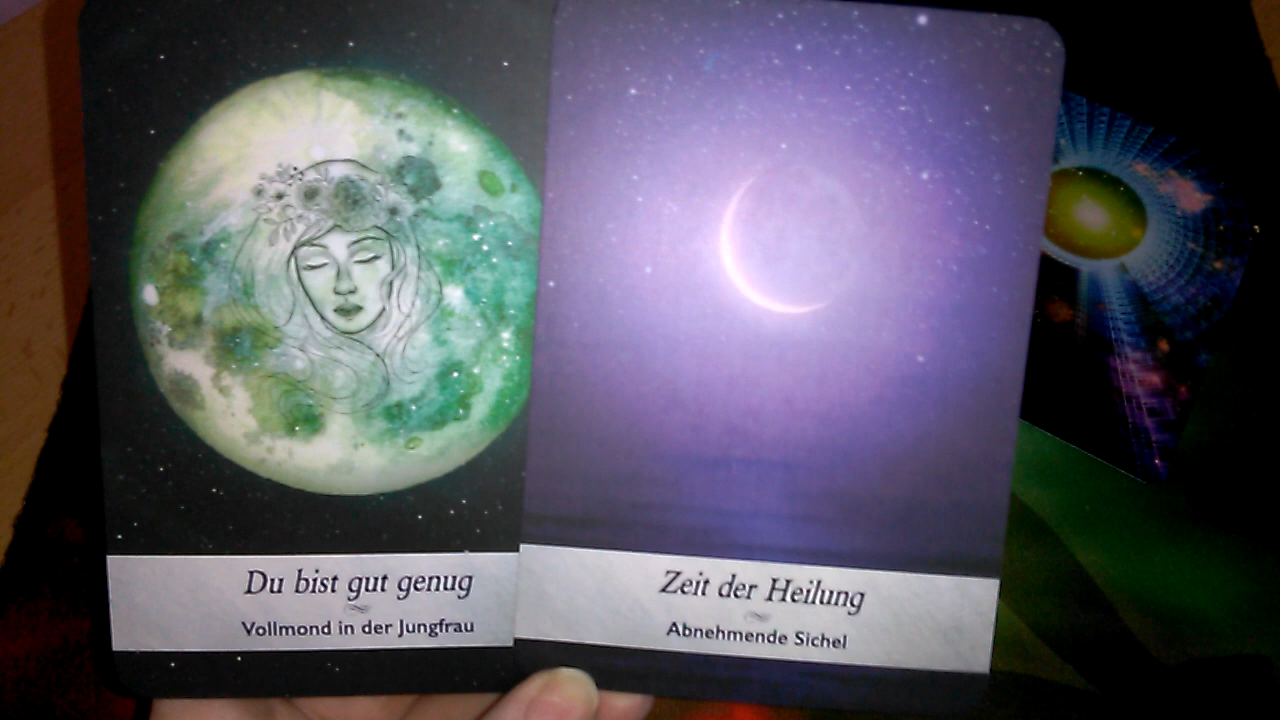 Du bist gut genug
Vollmond in der Jungfrau
Zeit der Heilung
Abnehmende Sichel